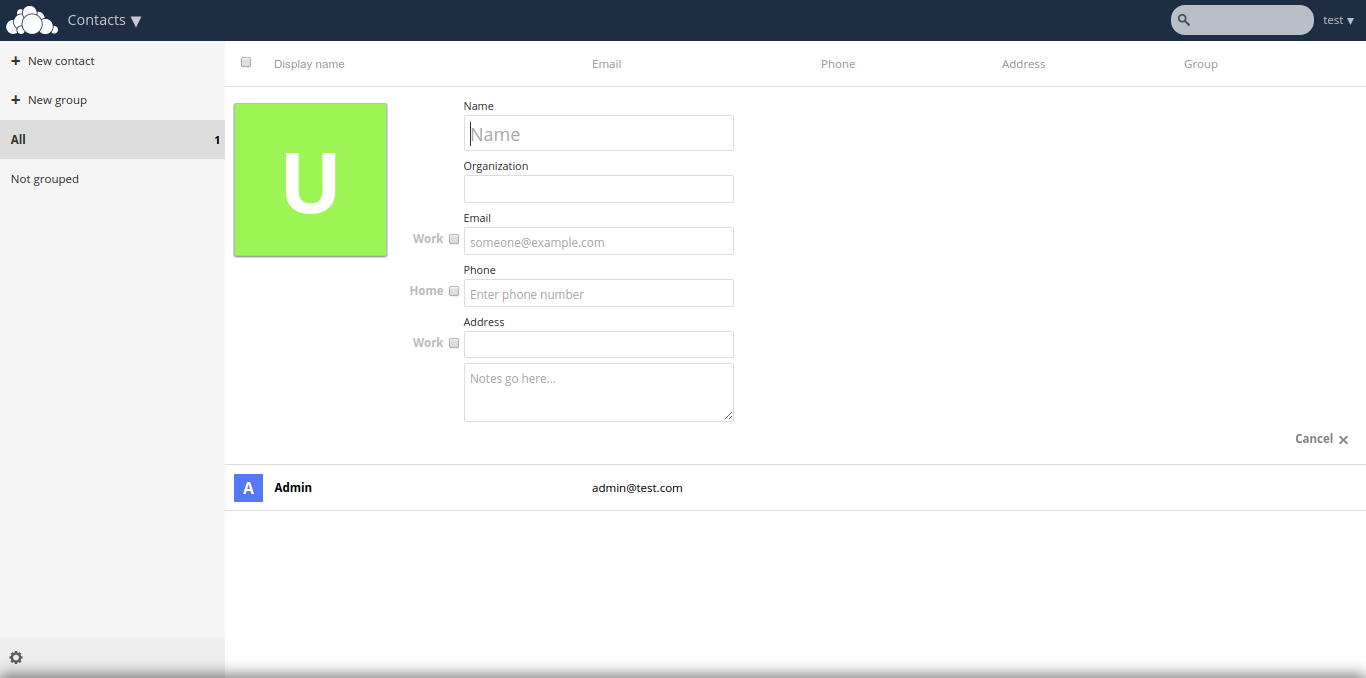 Contacts ▼
test ▼
+ New contact
+ New group
All 1
Not grouped
Display name Email Phone Address Group
U
Name
Name
Organization
Email
Work someone@example.com
Phone
Home Enter phone number
Address
Work
Notes go here...
Cancel ×
A Admin admin@test.com